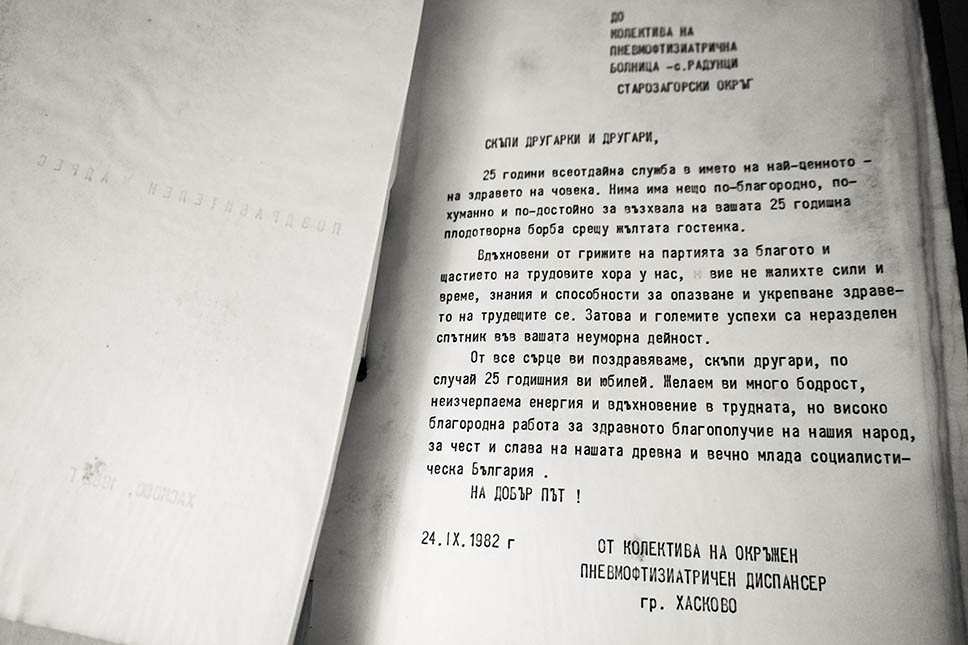 ПОЗДРАВИТЕЛЕН АДРЕС
ХАСКОВО,
ДО
КОЛЕКТИВА НА
ПНЕВМОФТИЗИАТРИЧНА
БОЛНИЦА -с.РАДУНЦИ
СТАРОЗАГОРСКИ ОКРЪГ
СКЪПИ ДРУГАРКИ И ДРУГАРИ,
25 години всеотдайна служба в името на най-ценното -
на здравето на човека. Нима има нещо по-благородно, по-
хуманно и по-достойно за възхвала на вашата 25 годишна
плодотворна борба срещу жълтата гостенка.
Вдъхновени от грижите на партията за благото и
щастието на трудовите хора у нас, и вие не жалихте сили и
време, знания и способности за опазване и укрепване здраве-
то на трудещите се. Затова и големите успехи са неразделен
спътник във вашата неуморна дейност.
От все сърце ви поздравяваме, скъпи другари, по
случай 25 годишния ви юбилей. Желаем ви много бодрост,
неизчерпаема енергия и вдъхновение в трудната, но високо
благородна работа за здравното благополучие на нашия народ,
за чест и слава на нашата древна и вечно млада социалисти-
ческа България .
НА ДОБЪР ПЪТ !
24.IX.1982 г
ОТ КОЛЕКТИВА НА ОКРЪЖЕН
ПНЕВМОФТИЗИАТРИЧЕН ДИСПАНСЕР
гр. ХАСКОВО